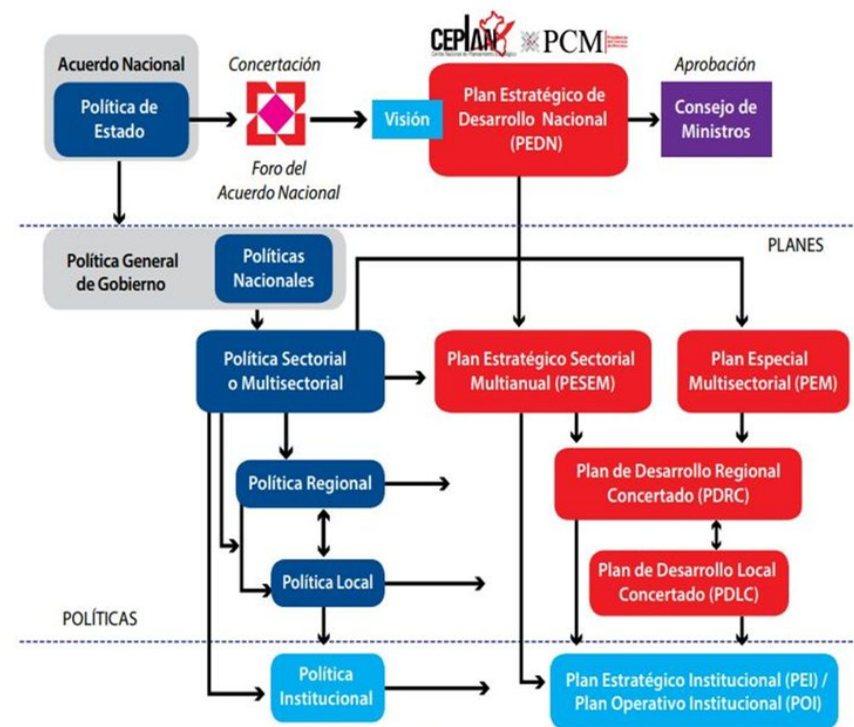 CEPLAN
PCM
Acuerdo Nacional
Política de
Estado
Concertación
Foro del
Acuerdo Nacional
Visión
Plan Estratégico de
Desarrollo Nacional
(PEDN)
Aprobación
Consejo de
Ministros
PLANES
Política General
de Gobierno
Políticas
Nacionales
Política Sectorial
o Multisectorial
Plan Estratégico Sectorial
Multianual (PESEM)
Plan Especial
Multisectorial (PEM)
Política Regional
Plan de Desarrollo Regional
Concertado (PDRC)
Política Local
Plan de Desarrollo Local
Concertado (PDLC)
POLÍTICAS
Política
Institucional
Plan Estratégico Institucional (PEI) /
Plan Operativo Institucional (POI)